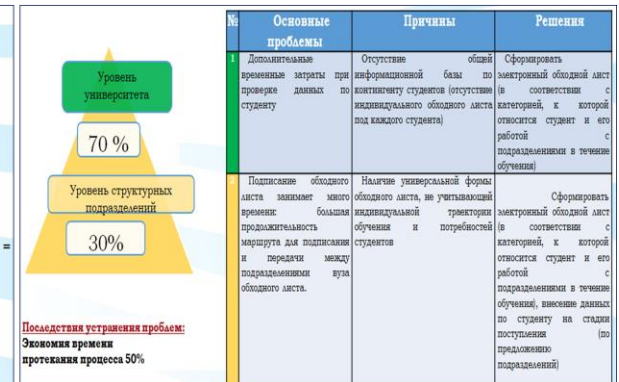 =
Уровень
университета
70 %
Уровень структурных
подразделений
30%
Последствия устранения проблем:
Экономия времени
протекания процесса 50%
№ Основные Причины Решения
проблемы
1 Дополнительные Отсутствие общей Сформировать
временные затраты при информационной базы по электронный обходной лист
проверке данных по контингенту студентов (отсутствие (в соответствии с
студенту индивидуального обходного листа категорией, к которой
под каждого студента) относится студент и его
работой с
подразделениями в течение
обучения)
Подписание обходного Наличие универсальной формы Сформировать
листа занимает много обходного листа, не учитывающей электронный обходной лист
времени: большая индивидуальной траектории (в соответствии с
продолжительность обучения и потребностей категорией, к которой
маршрута для подписания студентов относится студент и его
и передачи между работой с
подразделениями вуза подразделениями в течение
обходного листа. обучения), внесение данных
по студенту на стадии
поступления (по
предложению
подразделений)